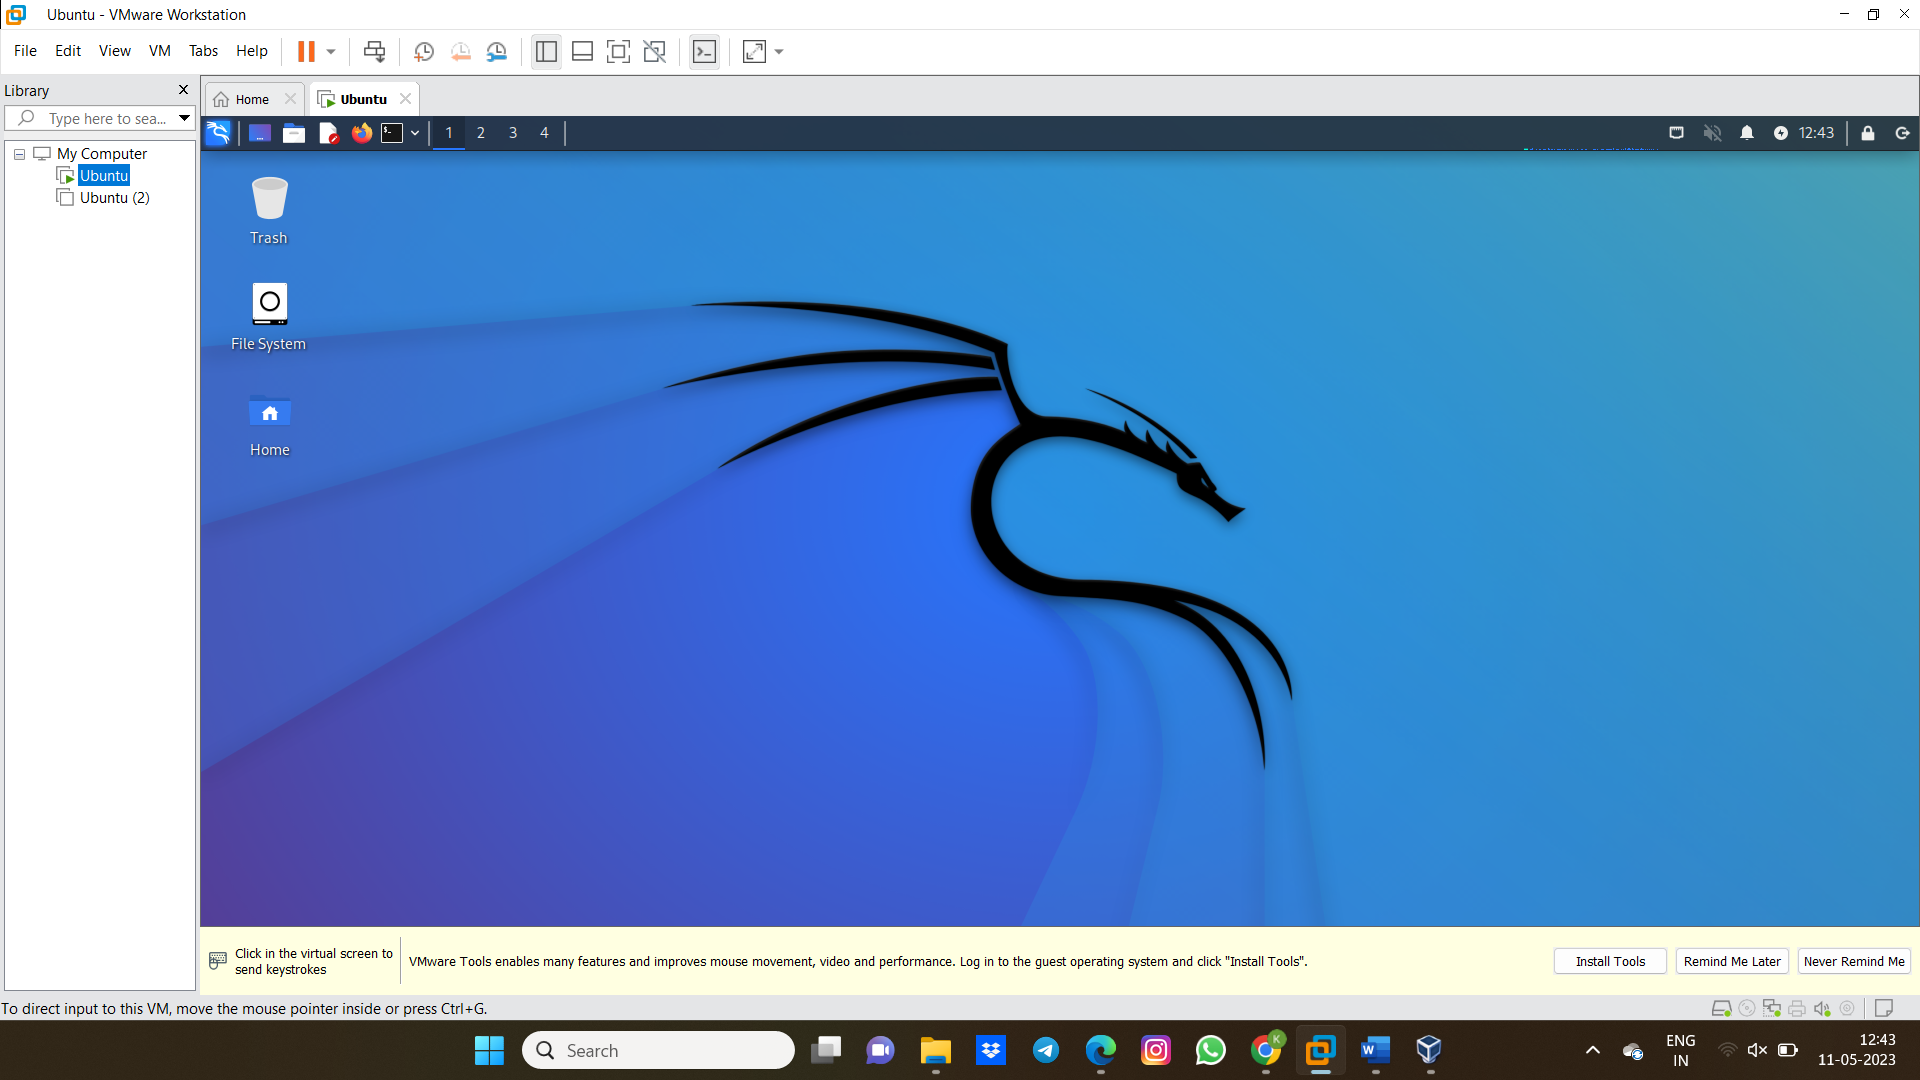 Ubuntu - VMware Workstation
File Edit View VM Tabs Help
Library
Home
Ubuntu
Type here to sea...
1 2 3 4
12:43
My Computer
Ubuntu
Ubuntu (2)
Trash
File System
Home
Click in the virtual screen to
send keystrokes
VMware Tools enables many features and improves mouse movement, video and performance. Log in to the guest operating system and click "Install Tools".
Install Tools
Remind Me Later
Never Remind Me
To direct input to this VM, move the mouse pointer inside or press Ctrl+G.
Search
K
W
ENG
IN
12:43
11-05-2023